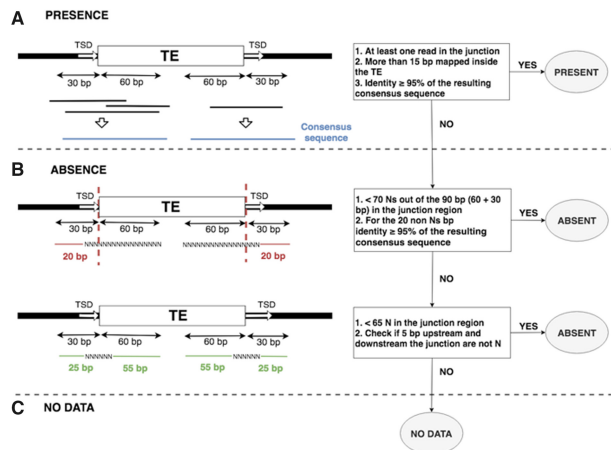 A PRESENCE
TSD
TE
TSD
30 bp
60 bp
60 bp
30 bp
Consensus
sequence
1. At least one read in the junction
2. More than 15 bp mapped inside
the TE
3. Identity ≥ 95% of the resulting
consensus sequence
YES
PRESENT
NO
B ABSENCE
TSD
TE
TSD
30 bp
60 bp
60 bp
30 bp
NNNNNNNNNNNNNNN
NNNNNNNNNNNNNNN
20 bp
20 bp
1. < 70 Ns out of the 90 bp (60 + 30
bp) in the junction region
2. For the 20 non Ns bp
identity ≥ 95% of the resulting
consensus sequence
YES
ABSENT
NO
TSD
TE
TSD
30 bp
60 bp
60 bp
30 bp
NNNNNN
NNNNNN
25 bp
55 bp
55 bp
25 bp
1. < 65 N in the junction region
2. Check if 5 bp upstream and
downstream the junction are not N
YES
ABSENT
NO
C NO DATA
NO DATA